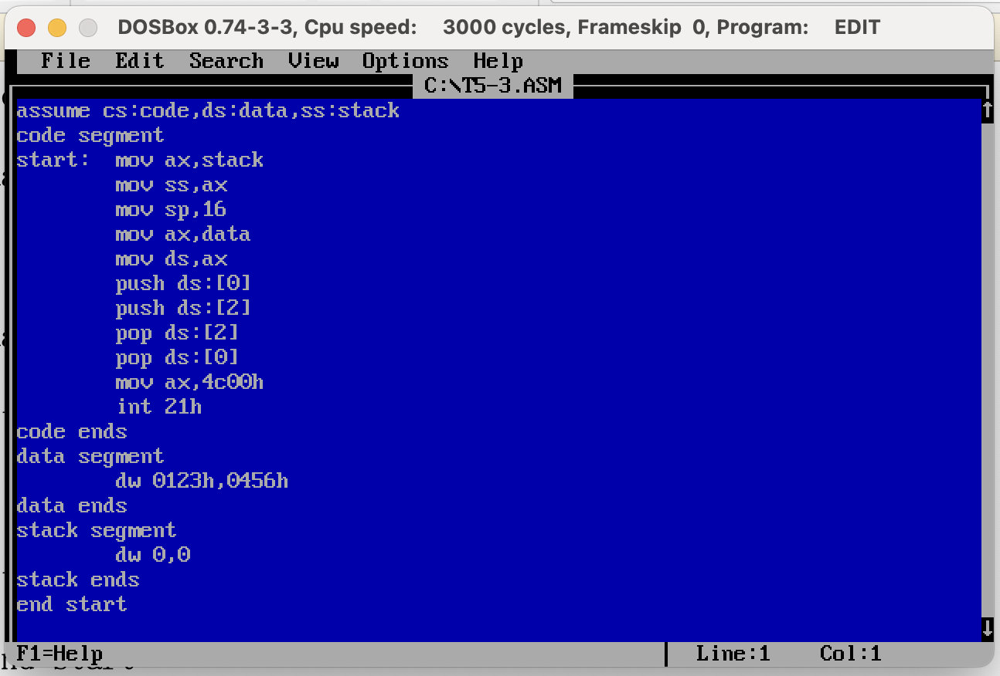 DOSBox 0.74-3-3, Cpu speed: 3000 cycles, Frameskip 0, Program: EDIT
File Edit Search View Options Help
C:\T5-3.ASM
assume cs:code,ds:data,ss:stack
code segment
start: mov ax,stack
mov ss,ax
mov sp,16
mov ax,data
mov ds,ax
push ds:[0]
push ds:[2]
pop ds:[2]
pop ds:[0]
mov ax,4c00h
int 21h
code ends
data segment
dw 0123h,0456h
data ends
stack segment
dw 0,0
stack ends
end start
F1=Help Line:1 Col:1